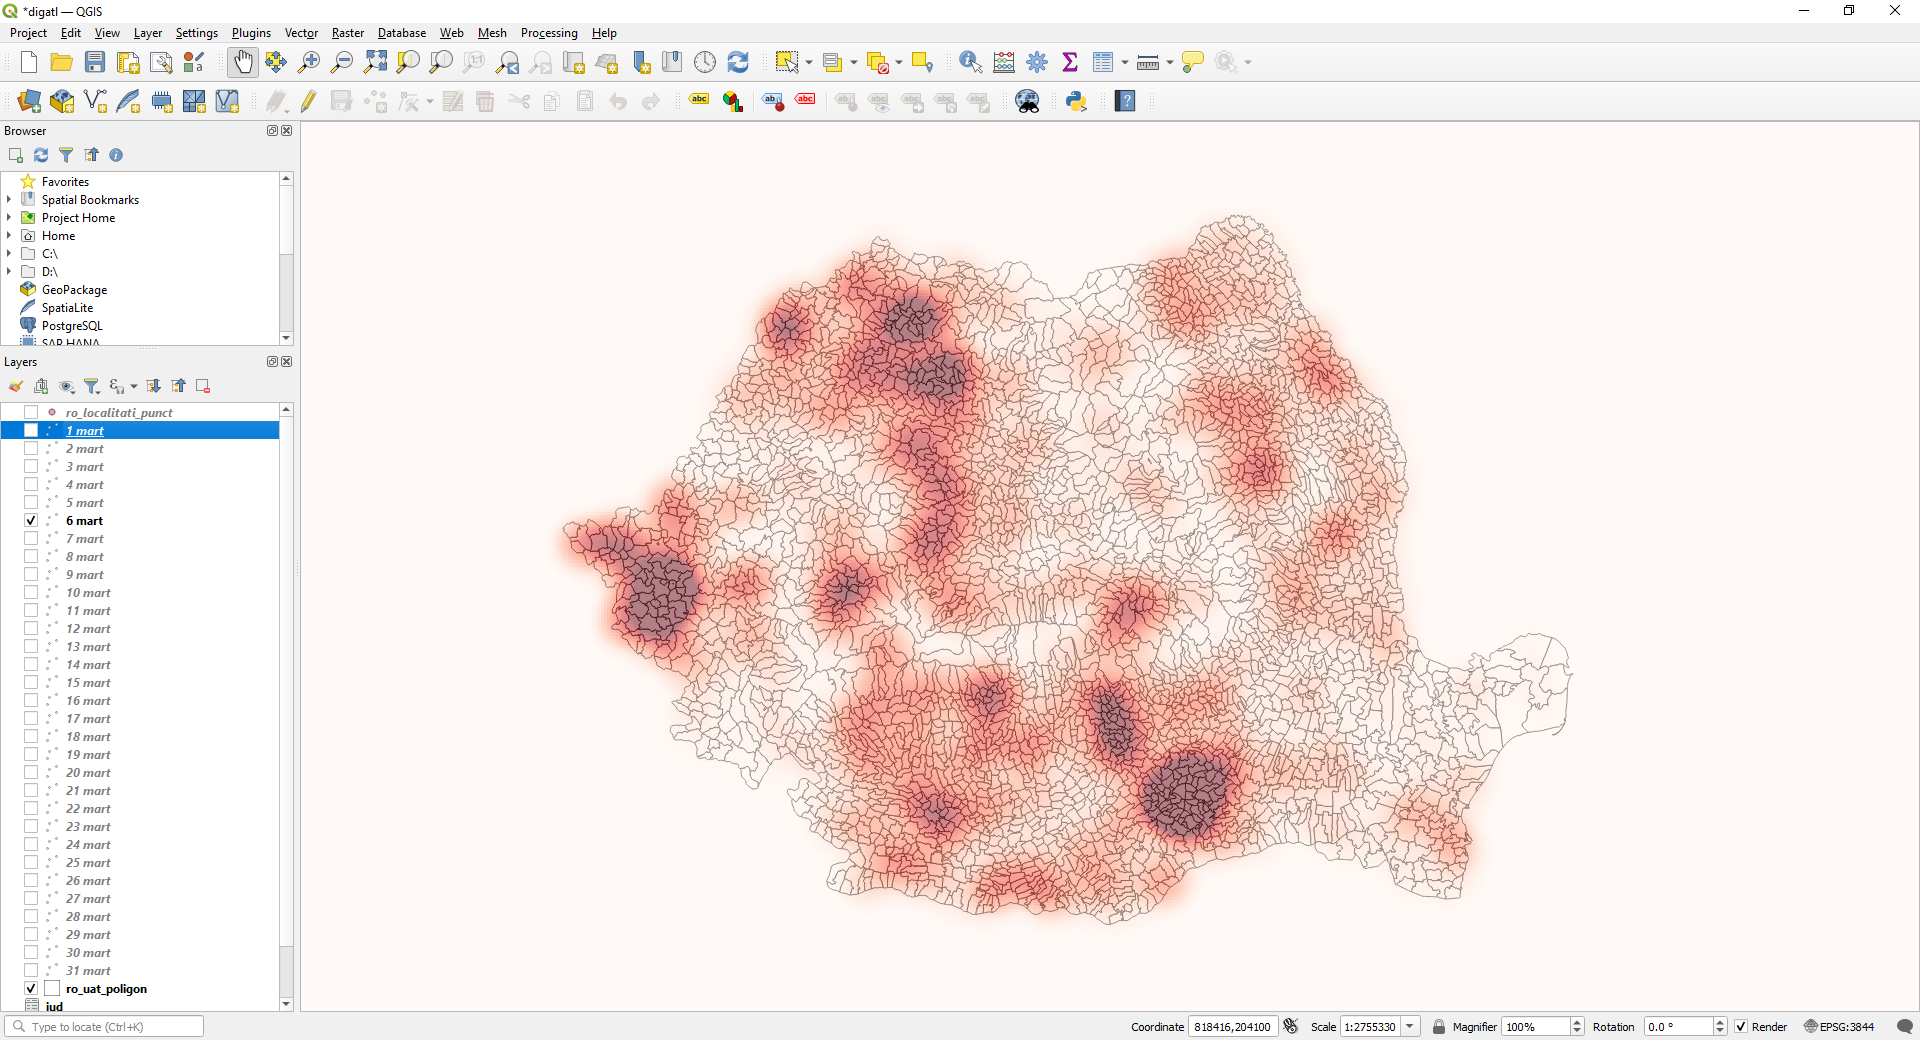 *digatl — QGIS
Project Edit View Layer Settings Plugins Vector Raster Database Web Mesh Processing Help
Browser
Favorites
Spatial Bookmarks
Project Home
Home
C:\
D:\
GeoPackage
SpatiaLite
PostgreSQL
SAP HANA
Layers
ro_localitati_punct
1 mart
2 mart
3 mart
4 mart
5 mart
6 mart
7 mart
8 mart
9 mart
10 mart
11 mart
12 mart
13 mart
14 mart
15 mart
16 mart
17 mart
18 mart
19 mart
20 mart
21 mart
22 mart
23 mart
24 mart
25 mart
26 mart
27 mart
28 mart
29 mart
30 mart
31 mart
ro_uat_poligon
iud
Type to locate (Ctrl+K)
Coordinate 818416,204100 Scale 1:2755330 Magnifier 100% Rotation 0.0 ° Render EPSG:3844